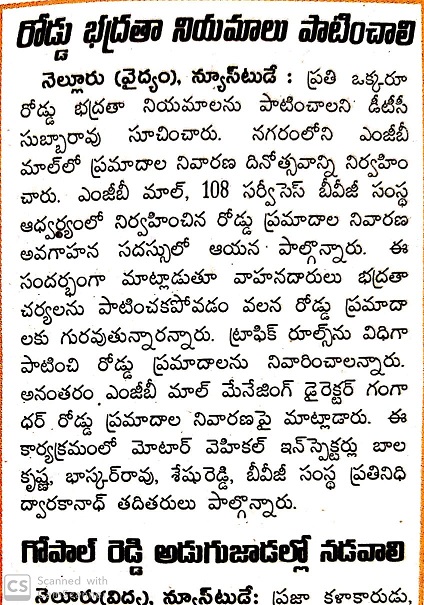 రోడ్డు భద్రతా నియమాలు పాటించాలి
నెల్లూరు (వైద్యం), న్యూస్‌టుడే : ప్రతి ఒక్కరూ
రోడ్డు భద్రతా నియమాలను పాటించాలని డీటీసీ
సుబ్బారావు సూచించారు. నగరంలోని ఎంజీబీ
మాల్‌లో ప్రమాదాల నివారణ దినోత్సవాన్ని నిర్వహిం
చారు. ఎంజీబీ మాల్, 108 సర్వీసెస్ బీవీజీ సంస్థ
ఆధ్వర్యంలో నిర్వహించిన రోడ్డు ప్రమాదాల నివారణ
అవగాహన సదస్సులో ఆయన పాల్గొన్నారు. ఈ
సందర్భంగా మాట్లాడుతూ వాహనదారులు భద్రతా
చర్యలను పాటించకపోవడం వలన రోడ్డు ప్రమాదా
లకు గురవుతున్నారన్నారు. ట్రాఫిక్ రూల్స్‌ను విధిగా
పాటించి రోడ్డు ప్రమాదాలను నివారించాలన్నారు.
అనంతరం ఎంజీబీ మాల్ మేనేజింగ్ డైరెక్టర్ గంగా
ధర్ రోడ్డు ప్రమాదాల నివారణపై మాట్లాడారు. ఈ
కార్యక్రమంలో మోటార్ వెహికల్ ఇన్‌స్పెక్టర్లు బాల
కృష్ణ, భాస్కర్‌రావు, శేషురెడ్డి, బీవీజీ సంస్థ ప్రతినిధి
ద్వారకానాధ్ తదితరులు పాల్గొన్నారు.
గోపాల్ రెడ్డి అడుగుజాడల్లో నడవాలి
CS Scanned with
నెల్లూరు(విద్య), న్యూస్‌టుడే: ప్రజా కళాకారుడు,